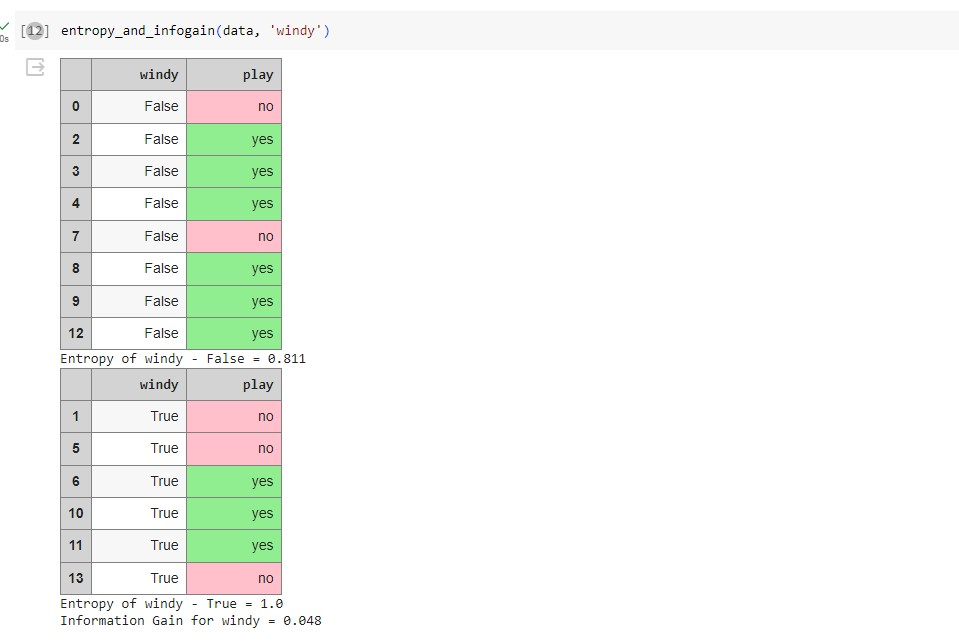 [12] entropy_and_infogain(data, 'windy')
0s
windy play
0 False no
2 False yes
3 False yes
4 False yes
7 False no
8 False yes
9 False yes
12 False yes
Entropy of windy - False = 0.811
windy play
1 True no
5 True no
6 True yes
10 True yes
11 True yes
13 True no
Entropy of windy - True = 1.0
Information Gain for windy = 0.048